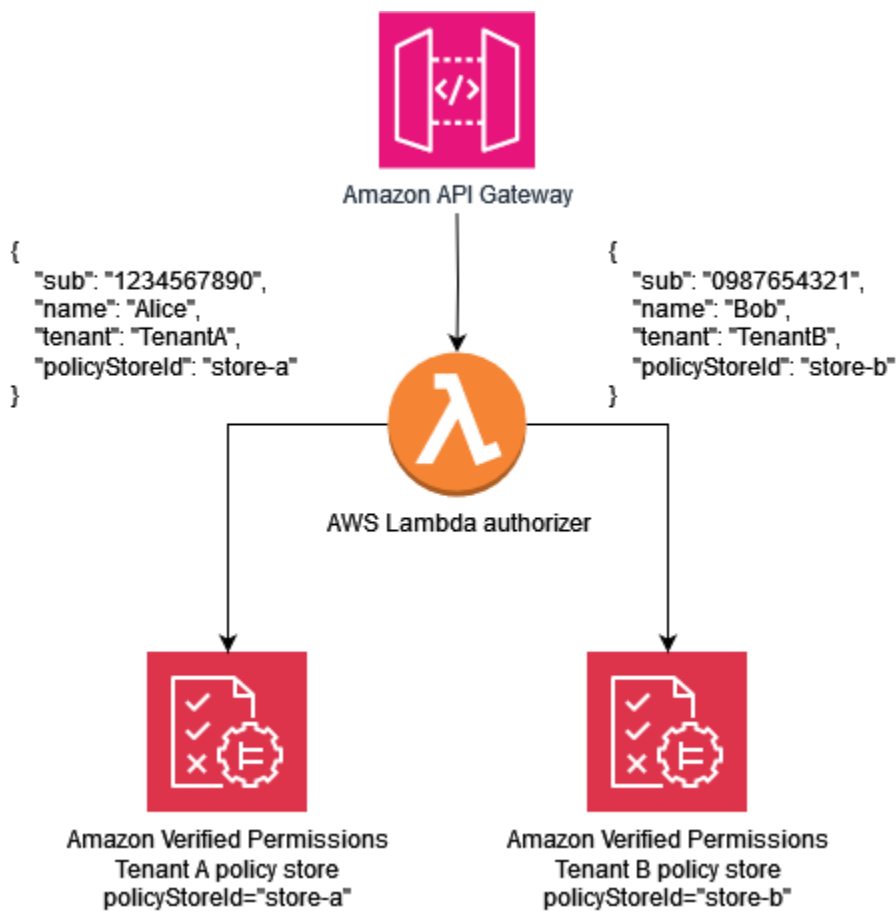 </>
Amazon API Gateway
{
"sub": "1234567890",
"name": "Alice",
"tenant": "TenantA",
"policyStoreId": "store-a"
}
{
"sub": "0987654321",
"name": "Bob",
"tenant": "TenantB",
"policyStoreId": "store-b"
}
λ
AWS Lambda authorizer
Amazon Verified Permissions
Tenant A policy store
policyStoreId="store-a"
Amazon Verified Permissions
Tenant B policy store
policyStoreId="store-b"